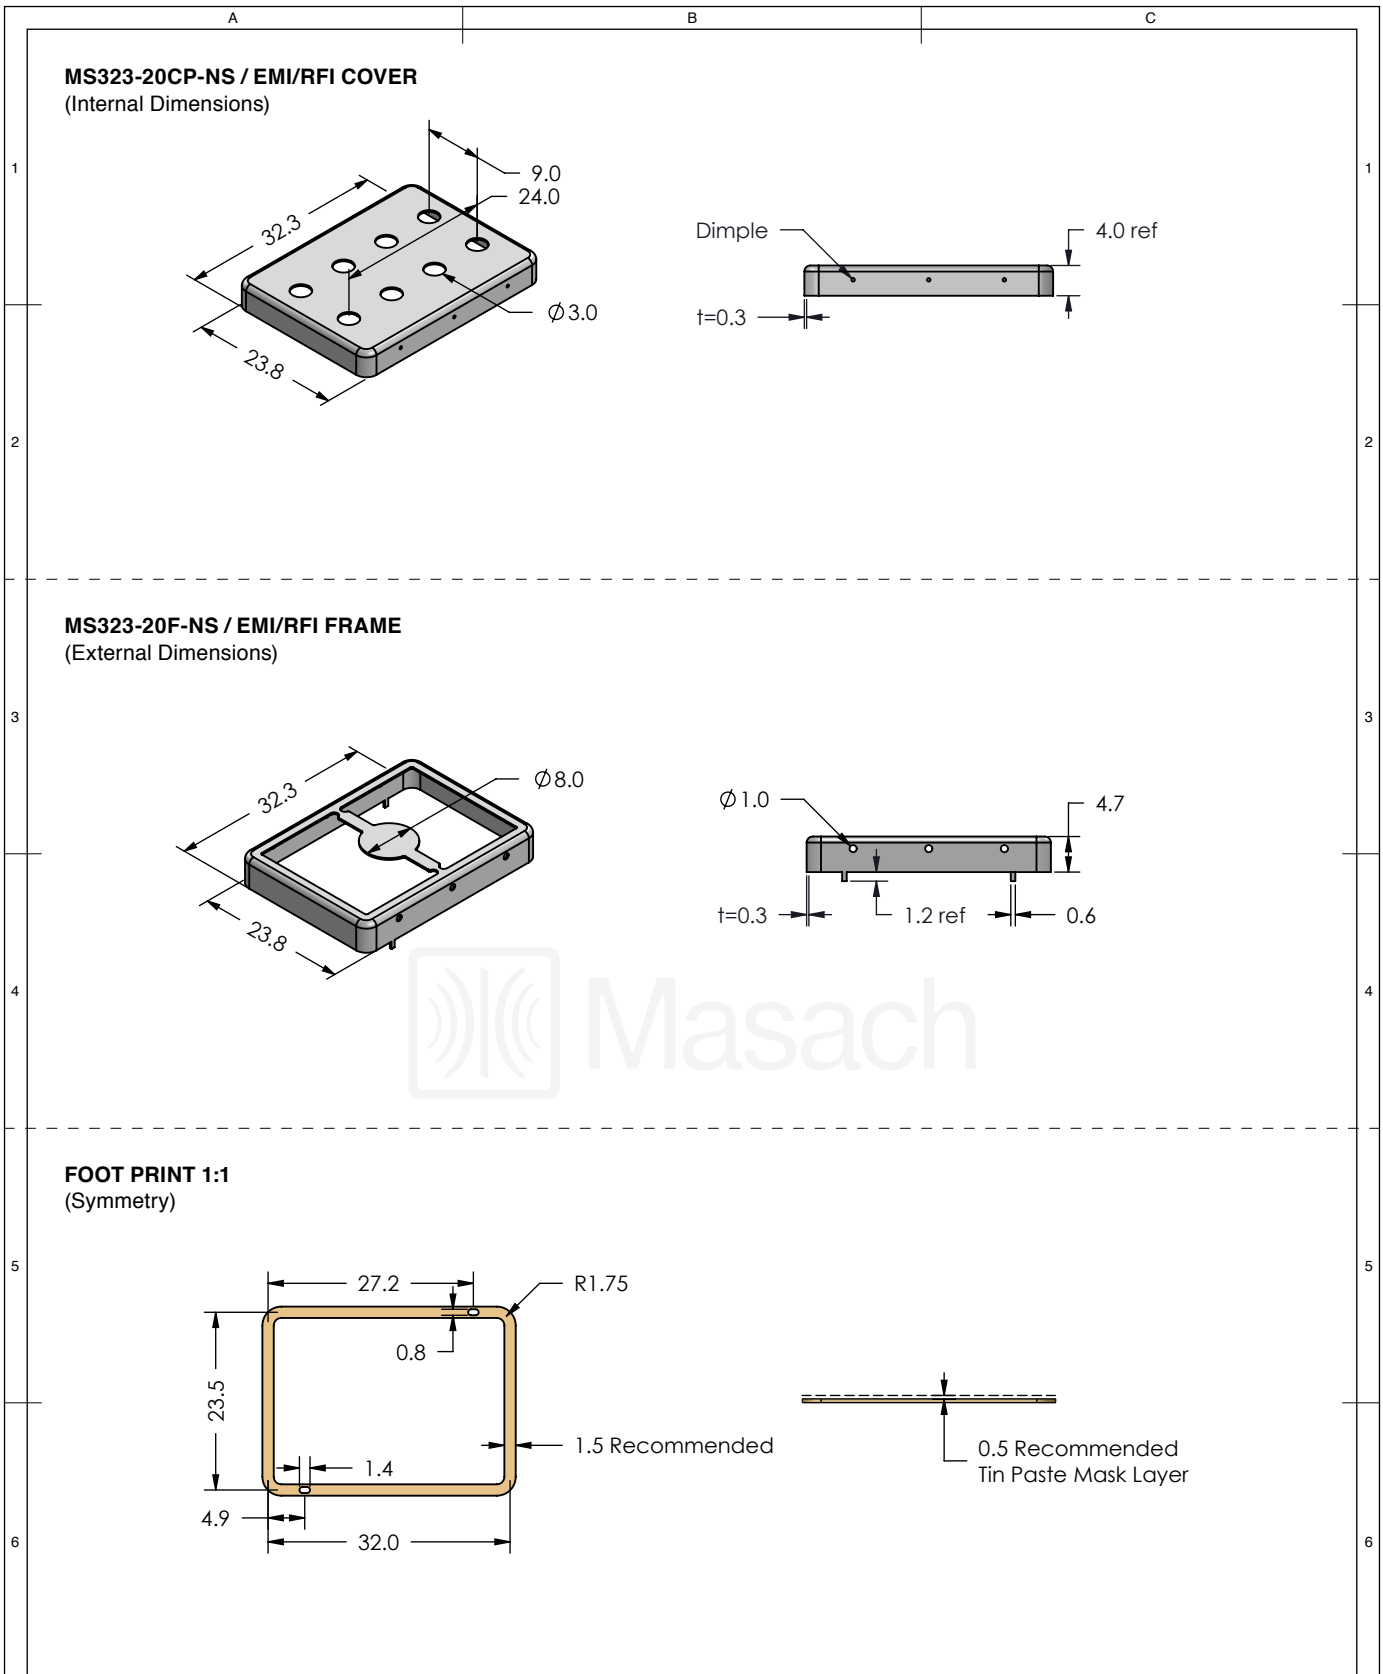 A
B
C
MS323-20CP-NS / EMI/RFI COVER
(Internal Dimensions)
1
1
9.0
24.0
32.3
Dimple
4.0 ref
Ø3.0
t=0.3
23.8
2
2
MS323-20F-NS / EMI/RFI FRAME
(External Dimensions)
3
3
32.3
Ø8.0
Ø1.0
4.7
23.8
t=0.3
1.2 ref
0.6
4
4
Masach
FOOT PRINT 1:1
(Symmetry)
5
5
27.2
R1.75
0.8
23.5
1.5 Recommended
0.5 Recommended
Tin Paste Mask Layer
1.4
4.9
32.0
6
6